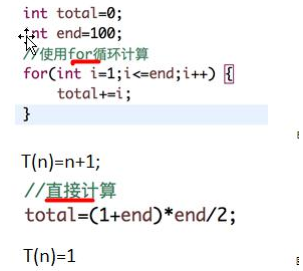 int total=0;
int end=100;
//使用for循环计算
for(int i=1;i<=end;i++) {
total+=i;
}
T(n)=n+1;
//直接计算
total=(1+end)*end/2;
T(n)=1